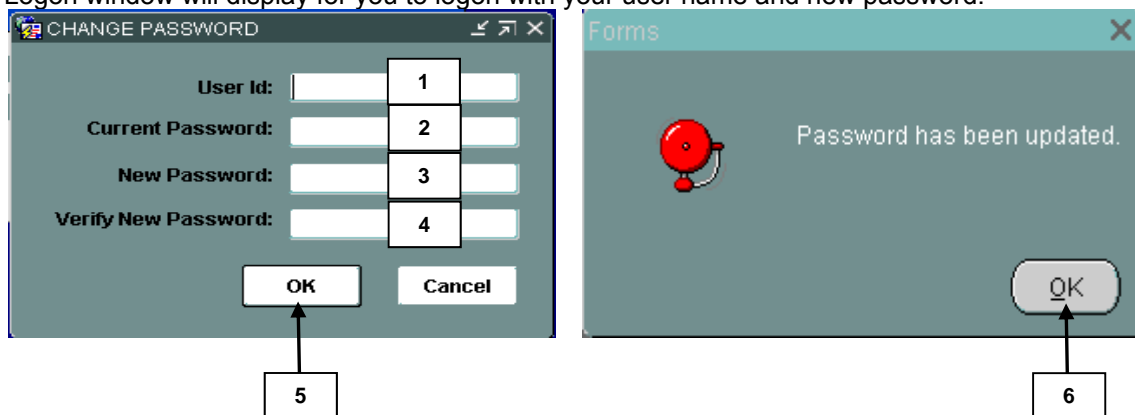 Logon window will display for you to logon with your user name and new password.
CHANGE PASSWORD
User Id: 1
Current Password: 2
New Password: 3
Verify New Password: 4
OK Cancel
5
Forms
Password has been updated.
OK
6